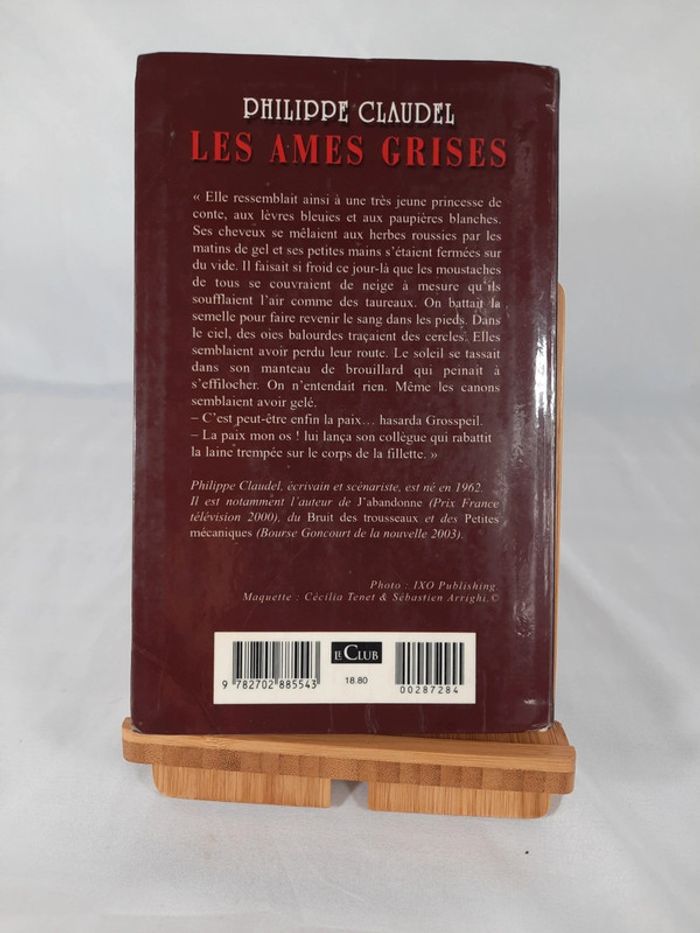 PHILIPPE CLAUDEL
LES AMES GRISES
« Elle ressemblait ainsi à une très jeune princesse de
conte, aux lèvres bleuies et aux paupières blanches.
Ses cheveux se mêlaient aux herbes roussies par les
matins de gel et ses petites mains s'étaient fermées sur
du vide. Il faisait si froid ce jour-là que les moustaches
de tous se couvraient de neige à mesure qu'ils
soufflaient l'air comme des taureaux. On battait la
semelle pour faire revenir le sang dans les pieds. Dans
le ciel, des oies balourdes traçaient des cercles. Elles
semblaient avoir perdu leur route. Le soleil se tassait
dans son manteau de brouillard qui peinait à
s'effilocher. On n'entendait rien. Même les canons
semblaient avoir gelé.
– C'est peut-être enfin la paix… hasarda Grosspeil.
– La paix mon os ! lui lança son collègue qui rabattit
la laine trempée sur le corps de la fillette. »
Philippe Claudel, écrivain et scénariste, est né en 1962.
Il est notamment l'auteur de J'abandonne (Prix France
télévision 2000), du Bruit des trousseaux et des Petites
mécaniques (Bourse Goncourt de la nouvelle 2003).
Photo : IXO Publishing.
Maquette : Cécilia Tenet & Sébastien Arrighi.©
LE CLUB
9 782702 885543
18.80
00287284